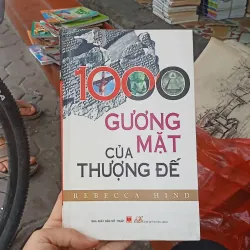 1000
GƯƠNG
MẶT
CỦA
THƯỢNG ĐẾ
REBECCA HIND